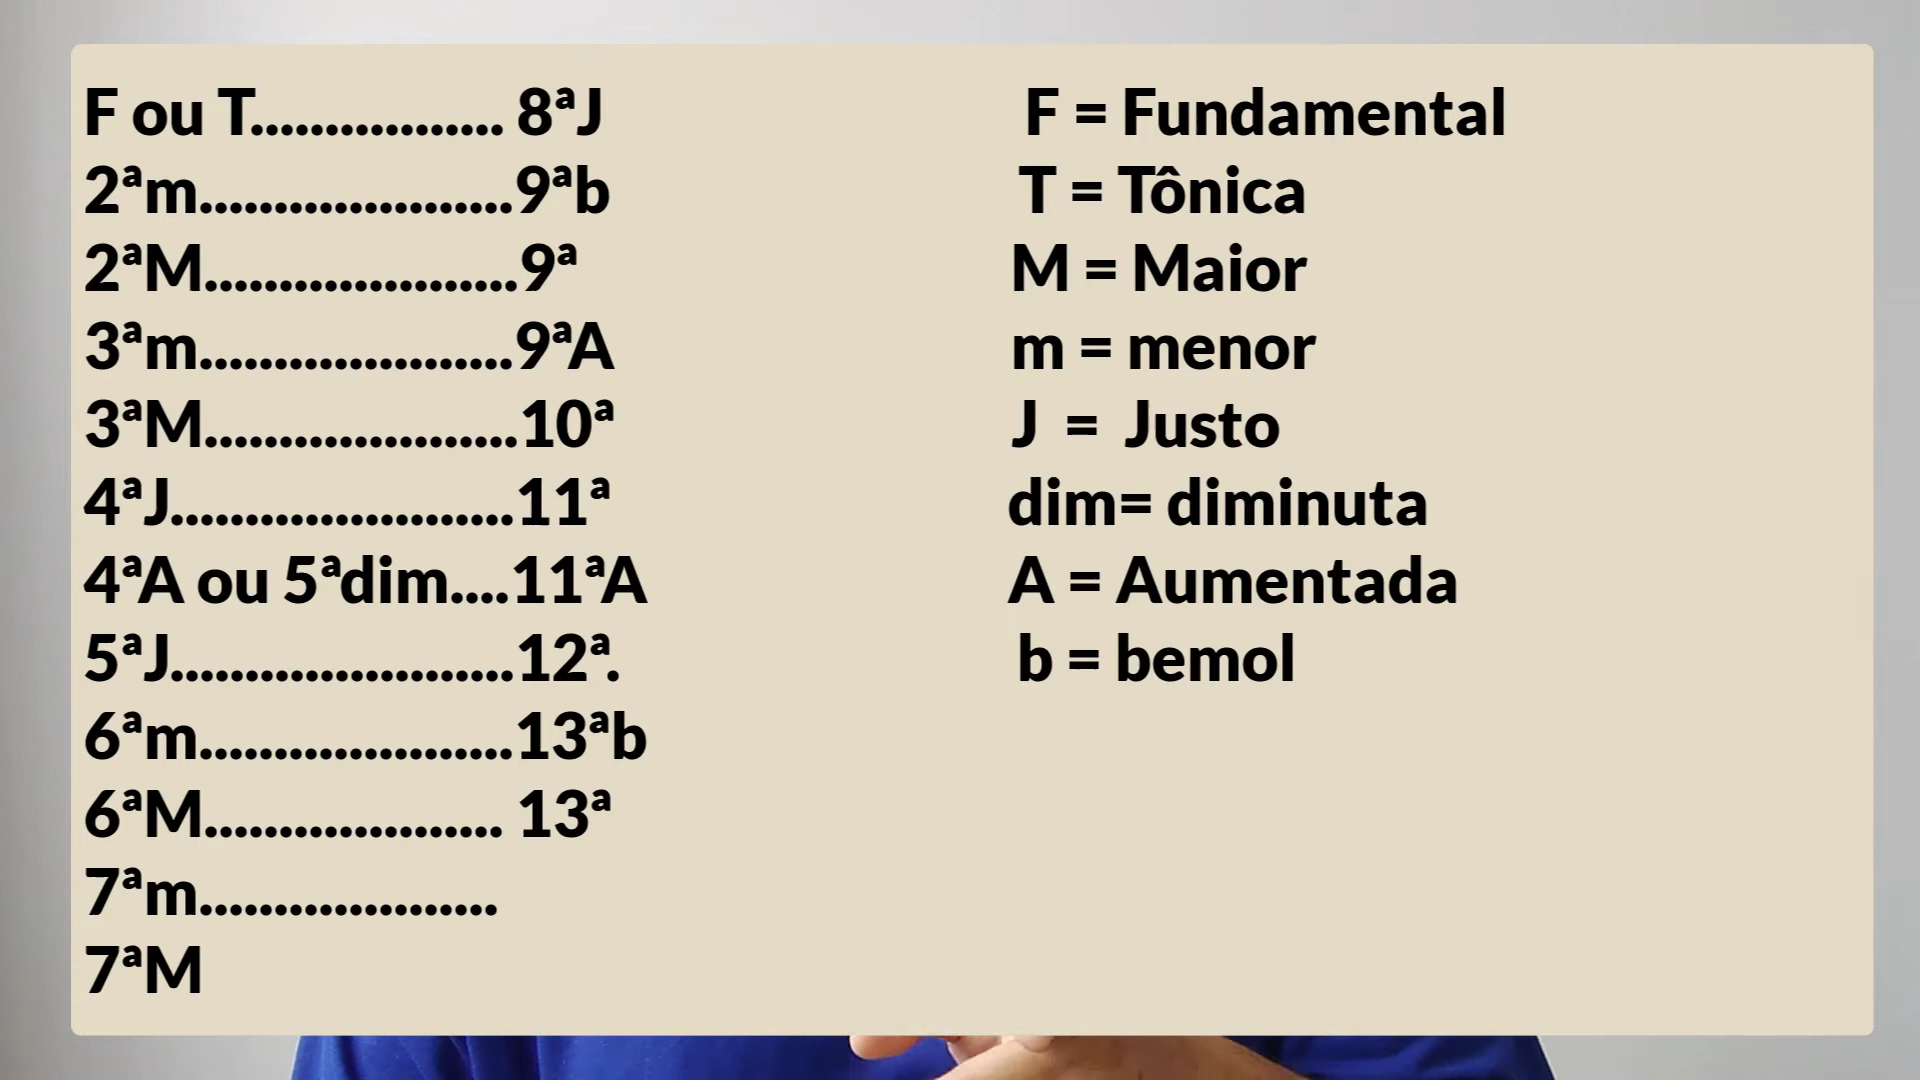 F ou T................. 8ªJ
2ªm.....................9ªb
2ªM.....................9ª
3ªm.....................9ªA
3ªM.....................10ª
4ªJ.......................11ª
4ªA ou 5ªdim....11ªA
5ªJ.......................12ª.
6ªm.....................13ªb
6ªM.................... 13ª
7ªm....................
7ªM
F = Fundamental
T = Tônica
M = Maior
m = menor
J = Justo
dim= diminuta
A = Aumentada
b = bemol